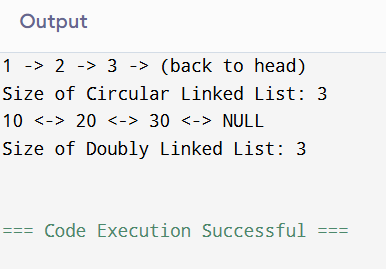 Output
1 -> 2 -> 3 -> (back to head)
Size of Circular Linked List: 3
10 <-> 20 <-> 30 <-> NULL
Size of Doubly Linked List: 3
=== Code Execution Successful ===